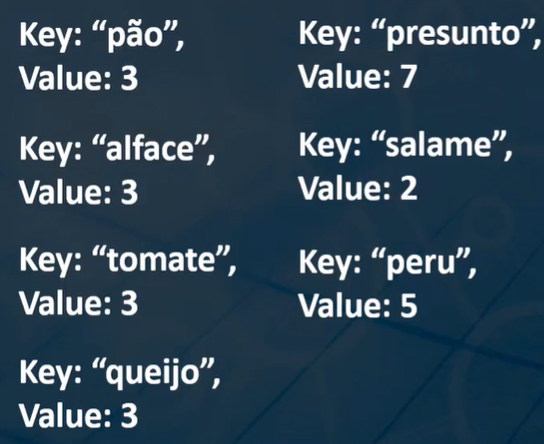 Key: “pão”,
Value: 3
Key: “alface”,
Value: 3
Key: “tomate”,
Value: 3
Key: “queijo”,
Value: 3
Key: “presunto”,
Value: 7
Key: “salame”,
Value: 2
Key: “peru”,
Value: 5